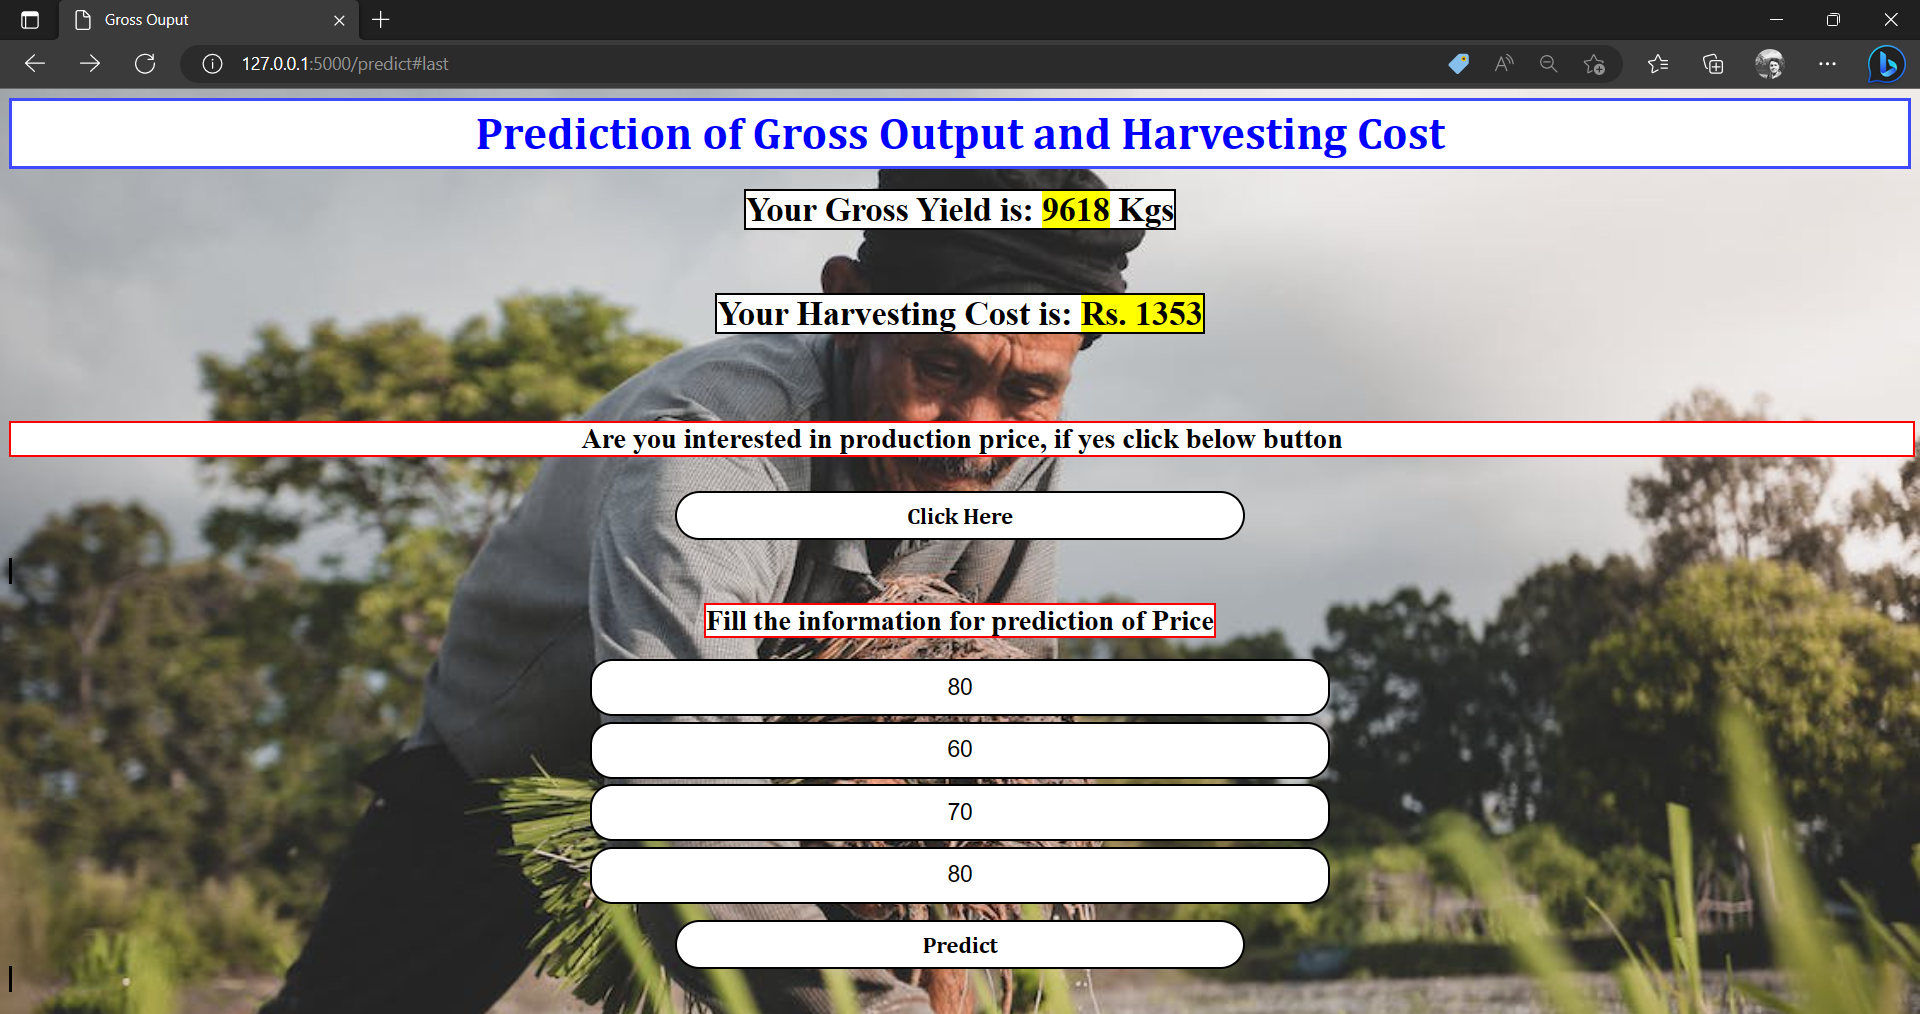 Gross Ouput
127.0.0.1:5000/predict#last
Prediction of Gross Output and Harvesting Cost
Your Gross Yield is: 9618 Kgs
Your Harvesting Cost is: Rs. 1353
Are you interested in production price, if yes click below button
Click Here
Fill the information for prediction of Price
80
60
70
80
Predict